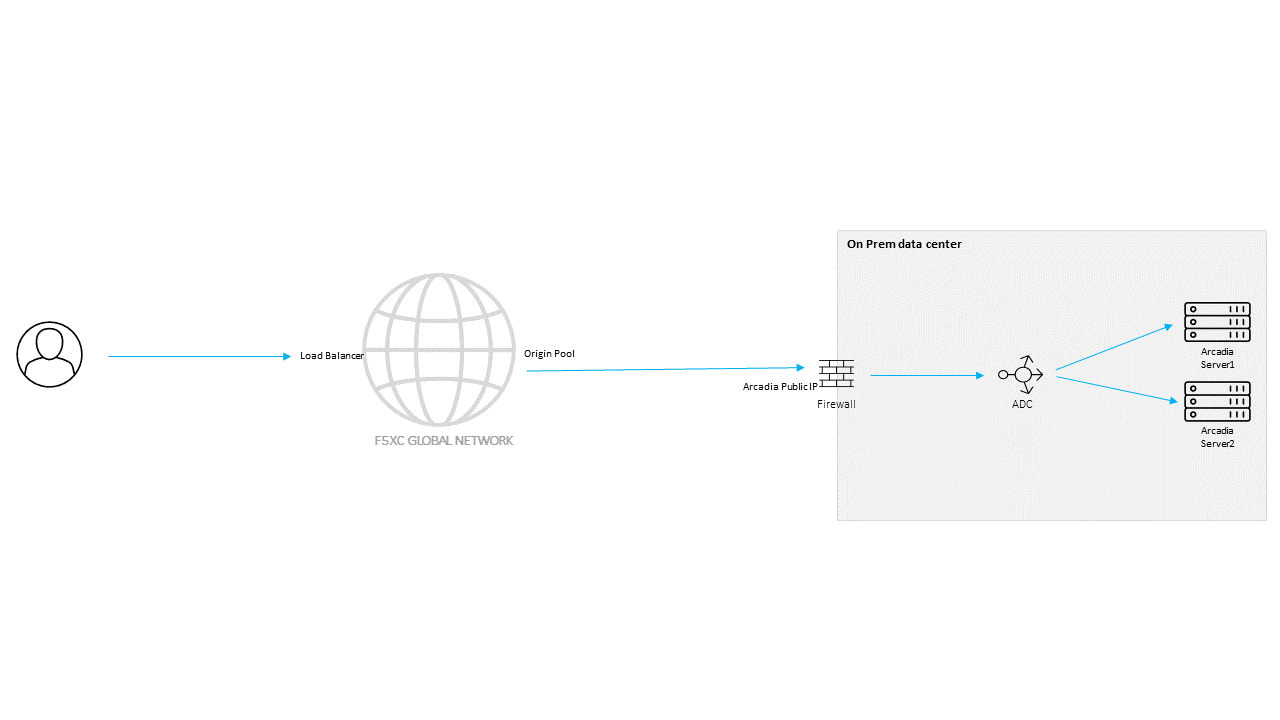 On Prem data center
Load Balancer
Origin Pool
Arcadia Public IP
Firewall
ADC
Arcadia
Server1
Arcadia
Server2
F5XC GLOBAL NETWORK